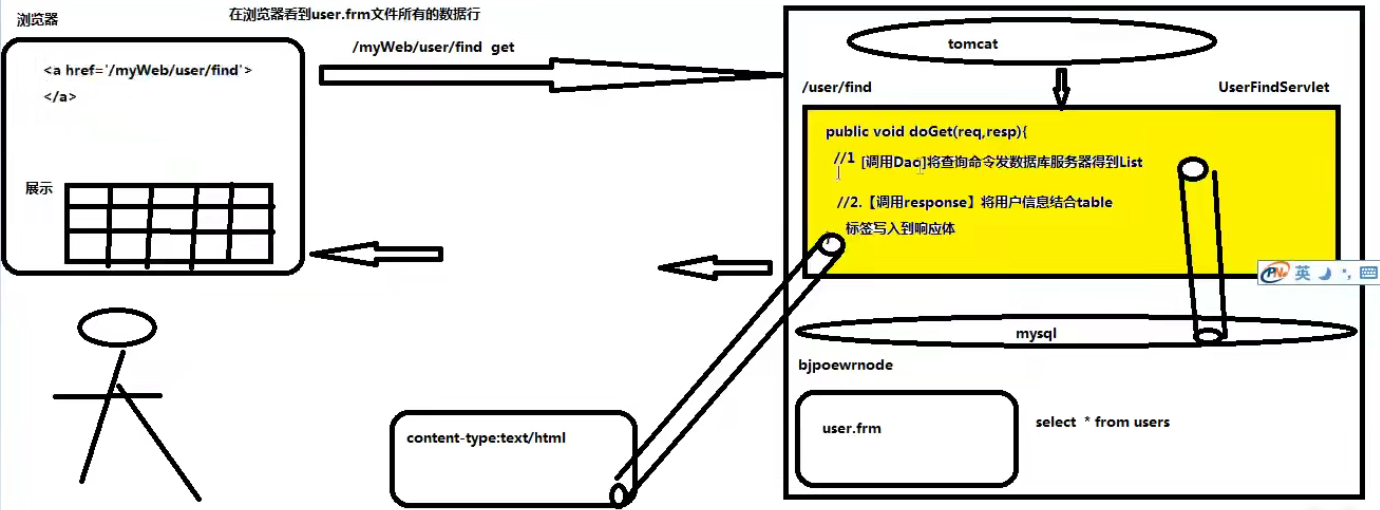 浏览器
在浏览器看到user.frm文件所有的数据行
<a href='/myWeb/user/find'>
</a>
展示
/myWeb/user/find get
tomcat
/user/find
UserFindServlet
public void doGet(req,resp){
//1 [调用Dao]将查询命令发数据库服务器得到List
//2.【调用response】将用户信息结合table
标签写入到响应体
英
mysql
bjpoewrnode
user.frm
select * from users
content-type:text/html